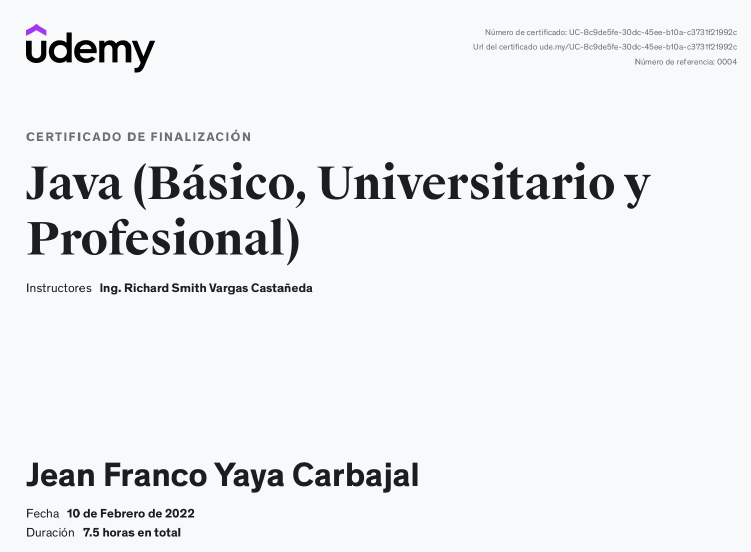 udemy
Número de certificado: UC-8c9de5fe-30dc-45ee-b10a-c3731f21992c
Url del certificado ude.my/UC-8c9de5fe-30dc-45ee-b10a-c3731f21992c
Número de referencia: 0004
CERTIFICADO DE FINALIZACIÓN
Java (Básico, Universitario y
Profesional)
Instructores Ing. Richard Smith Vargas Castañeda
Jean Franco Yaya Carbajal
Fecha 10 de Febrero de 2022
Duración 7.5 horas en total